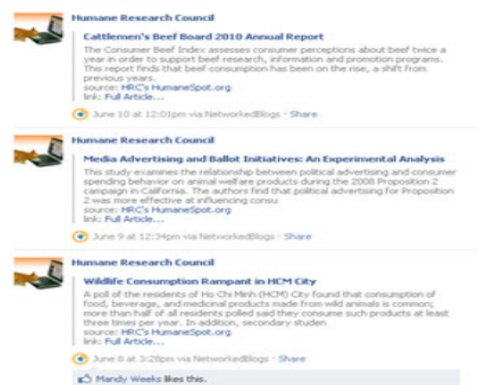 Humane Research Council
Cattlemen's Beef Board 2010 Annual Report
The Consumer Beef Index assesses consumer perceptions about beef twice a
year in order to support beef research, information and promotion programs.
This report finds that beef consumption has been on the rise, a shift from
previous years.
source: HRC's HumaneSpot.org
link: Full Article...
June 10 at 12:01pm via NetworkedBlogs · Share
Humane Research Council
Media Advertising and Ballot Initiatives: An Experimental Analysis
This study examines the relationship between political advertising and consumer
spending behavior on animal welfare products during the 2008 Proposition 2
campaign in California. The authors find that political advertising for Proposition
2 was more effective at influencing consu
source: HRC's HumaneSpot.org
link: Full Article...
June 9 at 12:34pm via NetworkedBlogs · Share
Humane Research Council
Wildlife Consumption Rampant in HCM City
A poll of the residents of Ho Chi Minh (HCM) City found that consumption of
food, beverage, and medicinal products made from wild animals is common;
more than half of all residents polled said they consume such products at least
three times per year. In addition, secondary studen
source: HRC's HumaneSpot.org
link: Full Article...
June 8 at 3:28pm via NetworkedBlogs · Share
Mandy Weeks likes this.